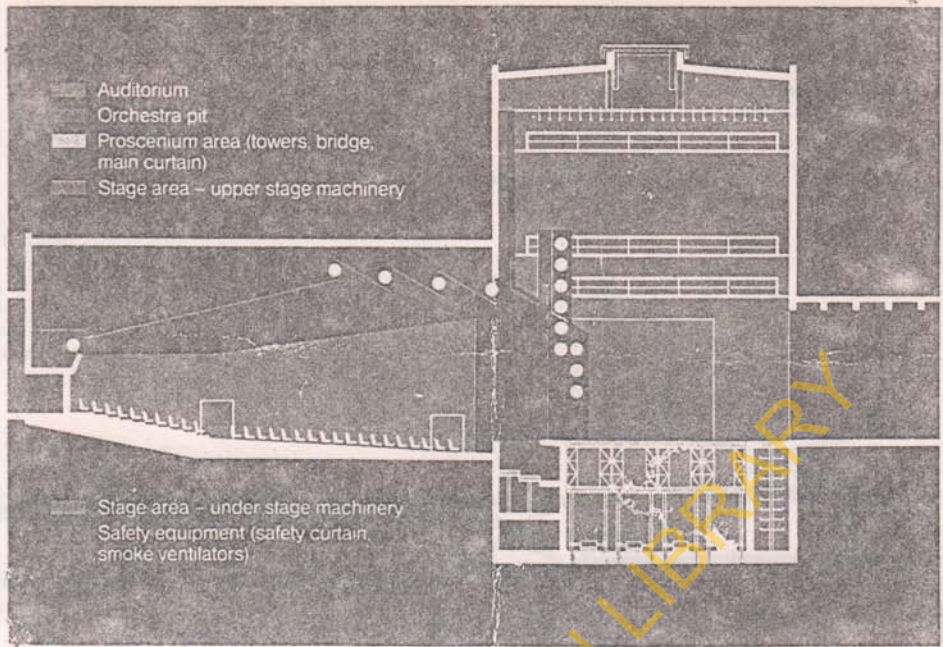 Auditorium
Orchestra pit
Proscenium area (towers, bridge,
main curtain)
Stage area – upper stage machinery
Stage area – under stage machinery
Safety equipment (safety curtain,
smoke ventilators)
LIBRARY